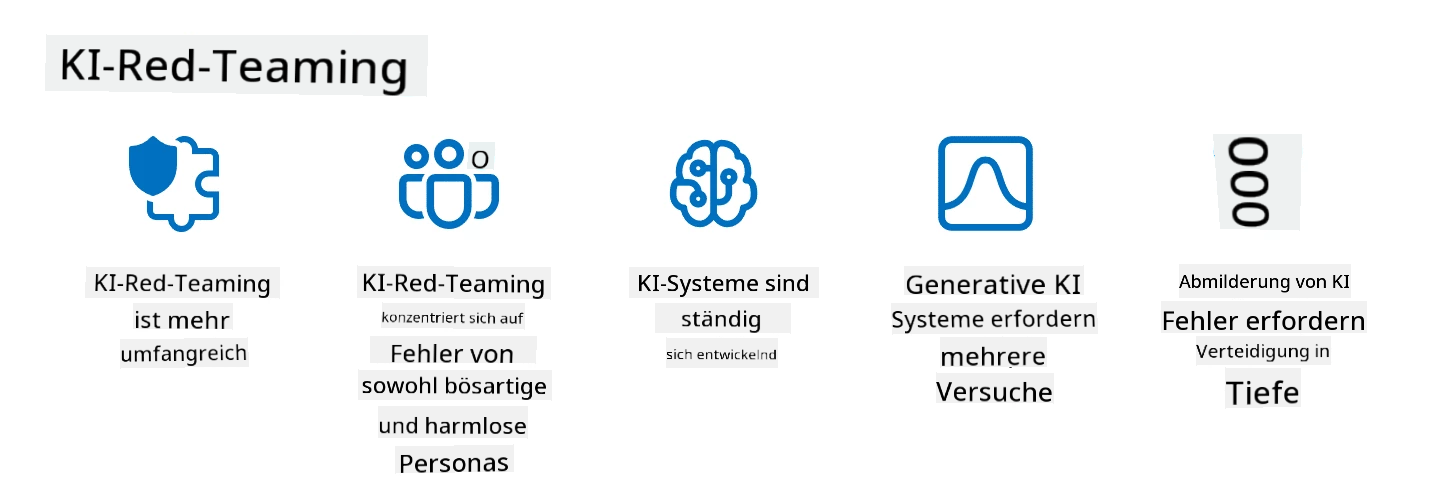 KI-Red-Teaming
O
000
KI-Red-Teaming
ist mehr
umfangreich
KI-Red-Teaming
konzentriert sich auf
Fehler von
sowohl bösartige
und harmlose
Personas
KI-Systeme sind
ständig
sich entwickelnd
Generative KI
Systeme erfordern
mehrere
Versuche
Abmilderung von KI
Fehler erfordern
Verteidigung in
Tiefe